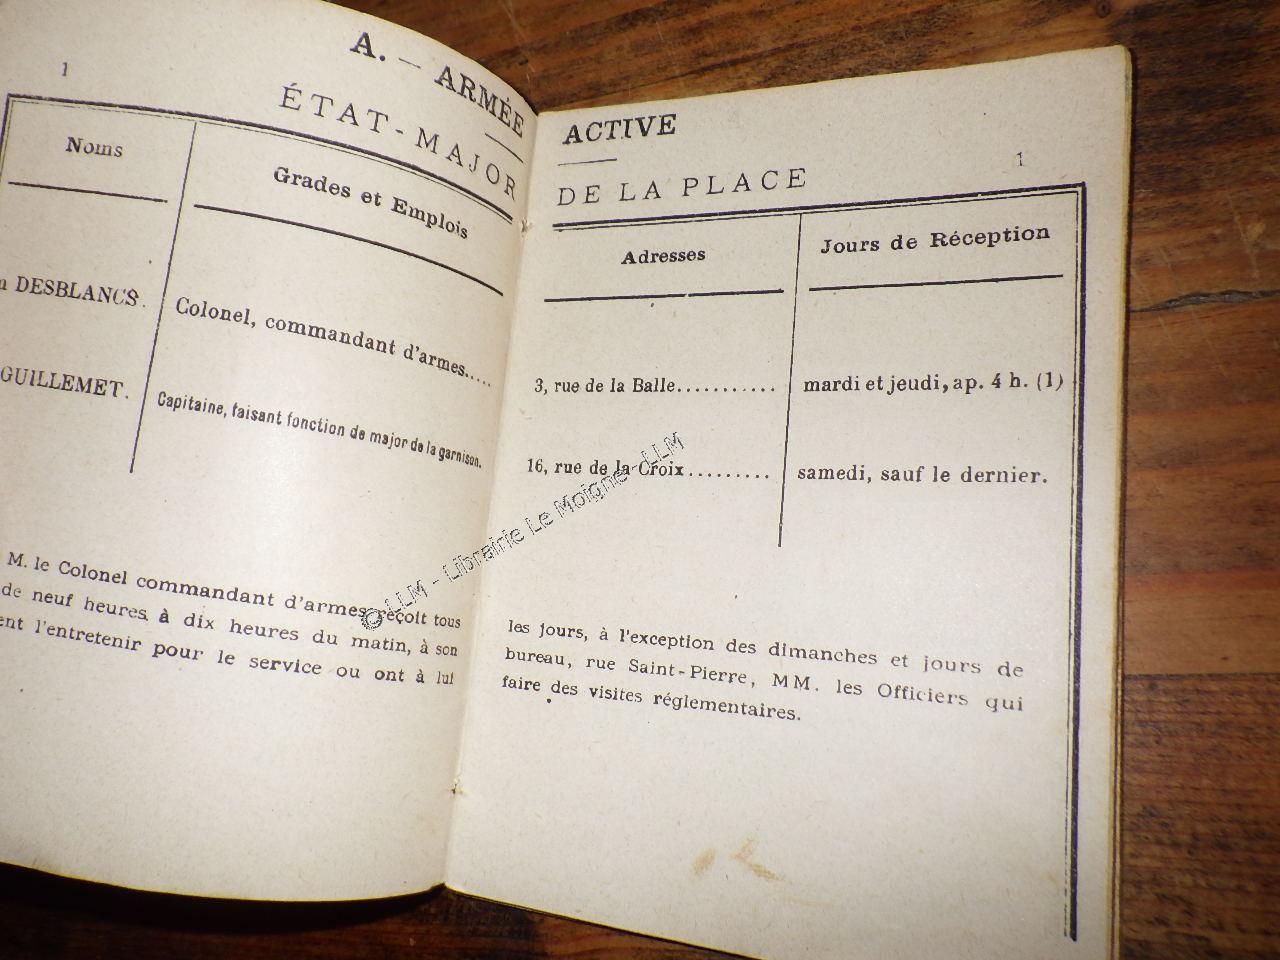 A. — ARMÉE ACTIVE
1
1
ÉTAT-MAJOR DE LA PLACE
Noms
Grades et Emplois
Adresses
Jours de Réception
DESBLANCS.
Colonel, commandant d'armes.....
3, rue de la Balle...........
mardi et jeudi, ap. 4 h. (1)
GUILLEMET.
Capitaine, faisant fonction de major de la garnison.
16, rue de la Croix.........
samedi, sauf le dernier.
M. le Colonel commandant d'armes reçoit tous les jours, à l'exception des dimanches et jours de
de neuf heures à dix heures du matin, à son bureau, rue Saint-Pierre, MM. les Officiers qui
l'entretenir pour le service ou ont à lui faire des visites réglementaires.
© LLM - Librairie Le Moigne - LLM